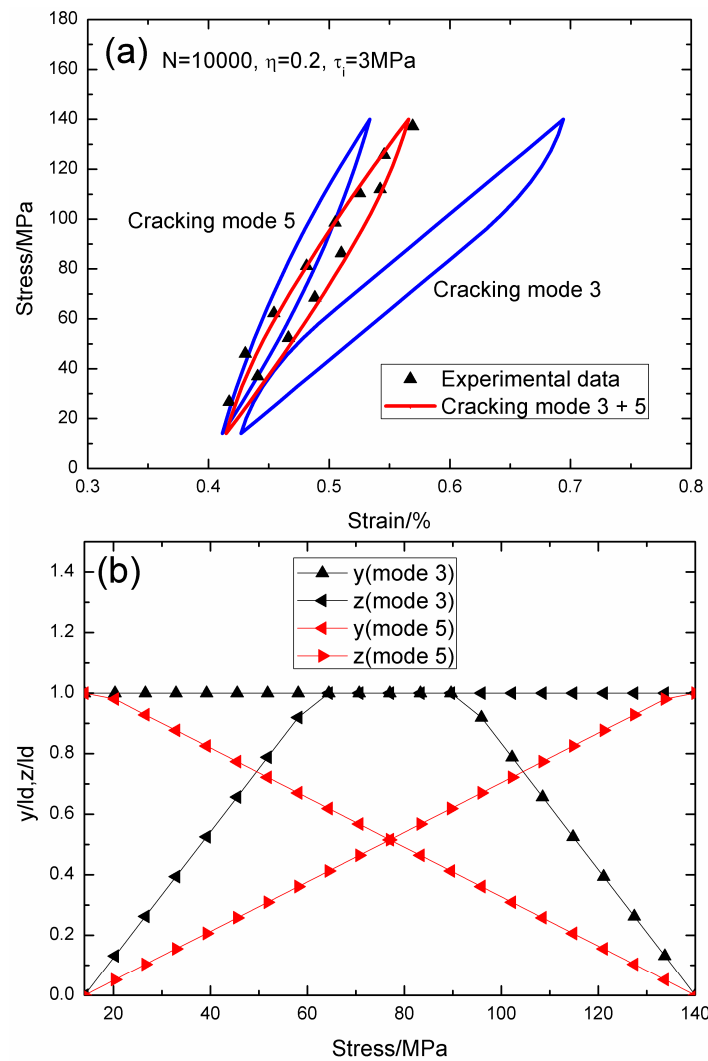 180
160
140
120
100
80
60
40
20
0
Stress/MPa
(a)
N=10000, η=0.2, τi=3MPa
Cracking mode 5
Cracking mode 3
Experimental data
Cracking mode 3 + 5
0.3 0.4 0.5 0.6 0.7 0.8
Strain/%
(b)
y(mode 3)
z(mode 3)
y(mode 5)
z(mode 5)
1.4
1.2
1.0
0.8
0.6
0.4
0.2
0.0
y/ld,z/ld
20 40 60 80 100 120 140
Stress/MPa